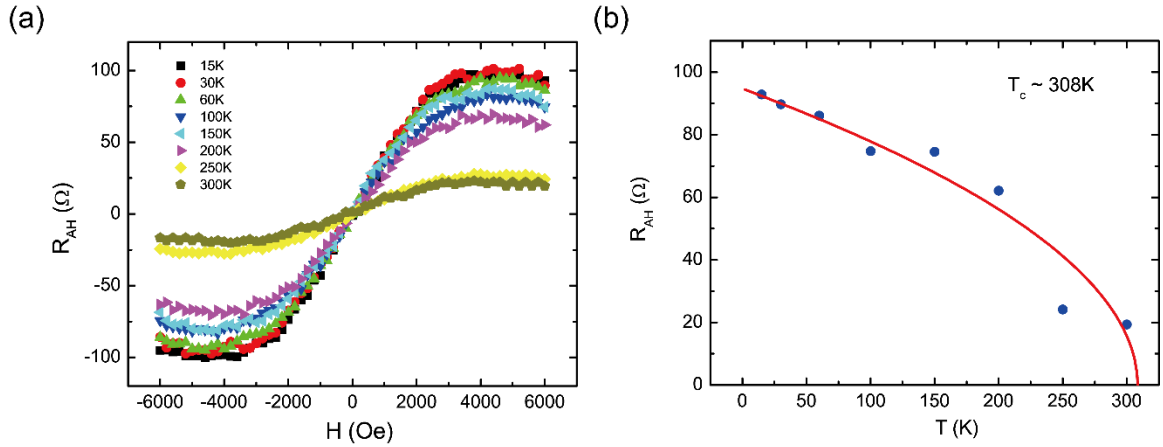 (a)
R_AH (Ω)
100
50
0
-50
-100
15K
30K
60K
100K
150K
200K
250K
300K
-6000 -4000 -2000 0 2000 4000 6000
H (Oe)
(b)
R_AH (Ω)
100
80
60
40
20
0
T_c ~ 308K
0 50 100 150 200 250 300
T (K)